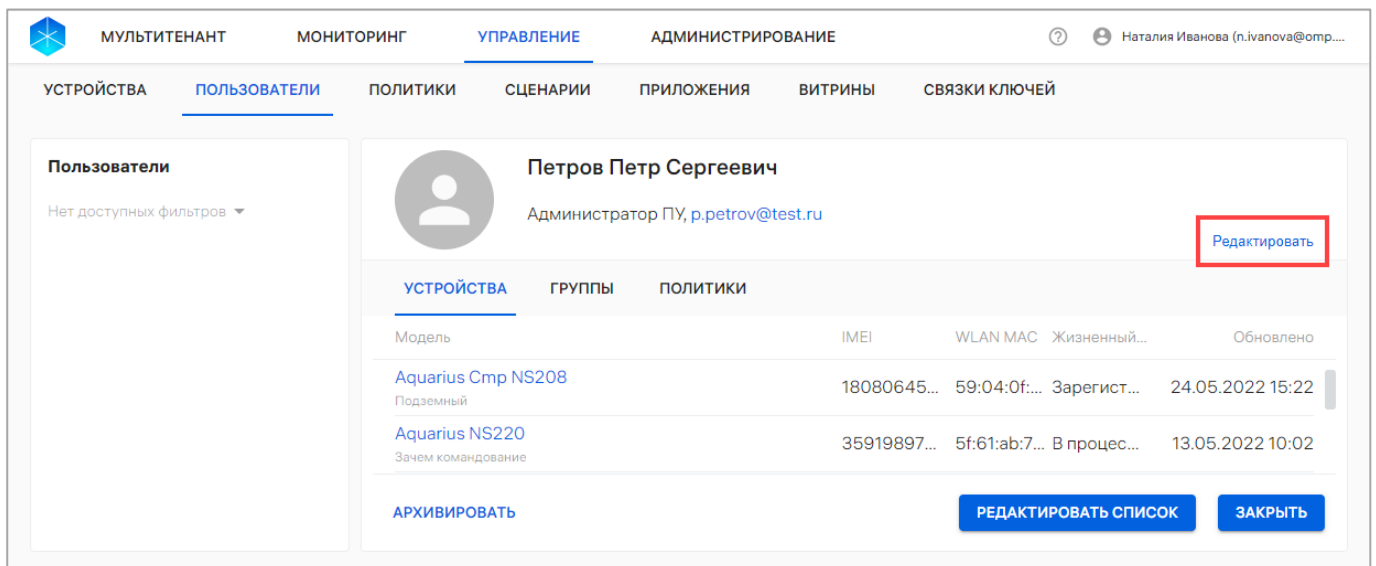 МУЛЬТИТЕНАНТ МОНИТОРИНГ УПРАВЛЕНИЕ АДМИНИСТРИРОВАНИЕ ? Наталия Иванова (n.ivanova@omp....
УСТРОЙСТВА ПОЛЬЗОВАТЕЛИ ПОЛИТИКИ СЦЕНАРИИ ПРИЛОЖЕНИЯ ВИТРИНЫ СВЯЗКИ КЛЮЧЕЙ
Пользователи
Нет доступных фильтров
Петров Петр Сергеевич
Администратор ПУ, p.petrov@test.ru
Редактировать
УСТРОЙСТВА ГРУППЫ ПОЛИТИКИ
Модель IMEI WLAN MAC Жизненный... Обновлено
Aquarius Cmp NS208 18080645... 59:04:0f:... Зарегист... 24.05.2022 15:22
Подземный
Aquarius NS220 35919897... 5f:61:ab:7... В процес... 13.05.2022 10:02
Зачем командование
АРХИВИРОВАТЬ РЕДАКТИРОВАТЬ СПИСОК ЗАКРЫТЬ